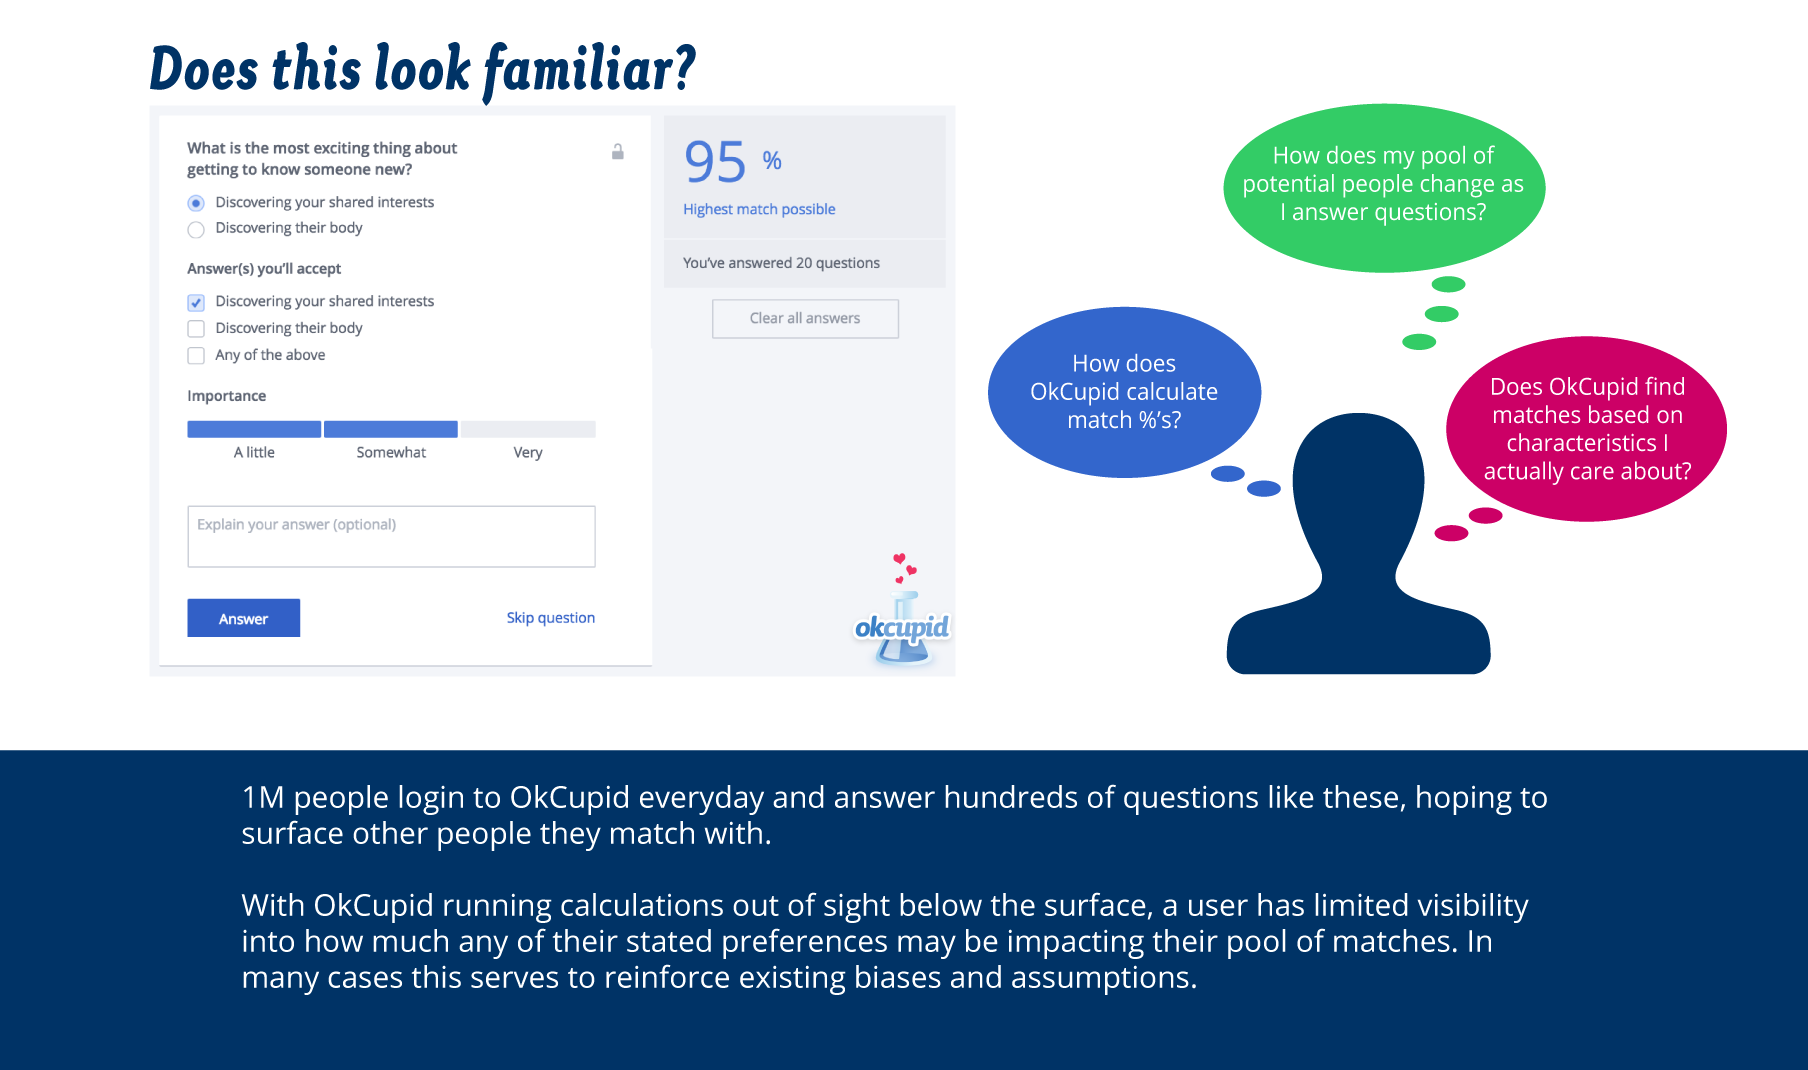 Does this look familiar?
What is the most exciting thing about
getting to know someone new?
Discovering your shared interests
Discovering their body
Answer(s) you'll accept
Discovering your shared interests
Discovering their body
Any of the above
Importance
A little
Somewhat
Very
Explain your answer (optional)
Answer
Skip question
95 %
Highest match possible
You've answered 20 questions
Clear all answers
okcupid
How does my pool of
potential people change as
I answer questions?
How does
OkCupid calculate
match %'s?
Does OkCupid find
matches based on
characteristics I
actually care about?
1M people login to OkCupid everyday and answer hundreds of questions like these, hoping to
surface other people they match with.
With OkCupid running calculations out of sight below the surface, a user has limited visibility
into how much any of their stated preferences may be impacting their pool of matches. In
many cases this serves to reinforce existing biases and assumptions.